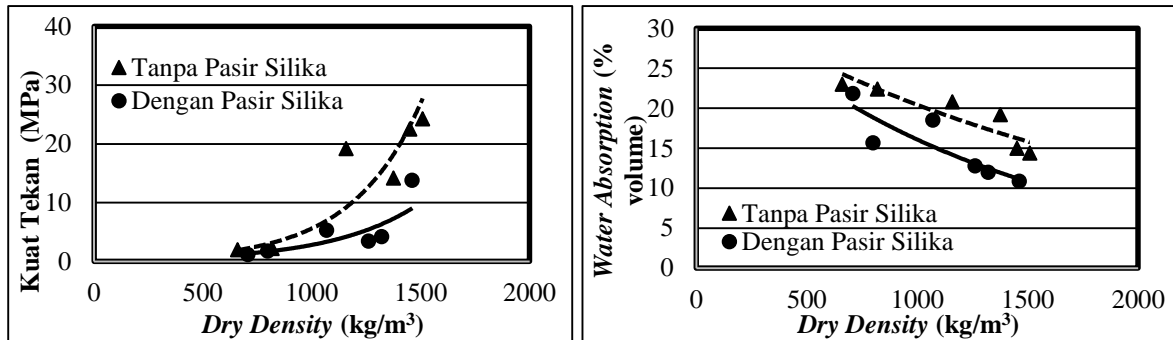 40
30
20
10
0
Kuat Tekan (MPa)
Tanpa Pasir Silika
Dengan Pasir Silika
0 500 1000 1500 2000
Dry Density (kg/m³)
30
25
20
15
10
5
0
Water Absorption (%
volume)
Tanpa Pasir Silika
Dengan Pasir Silika
0 500 1000 1500 2000
Dry Density (kg/m³)